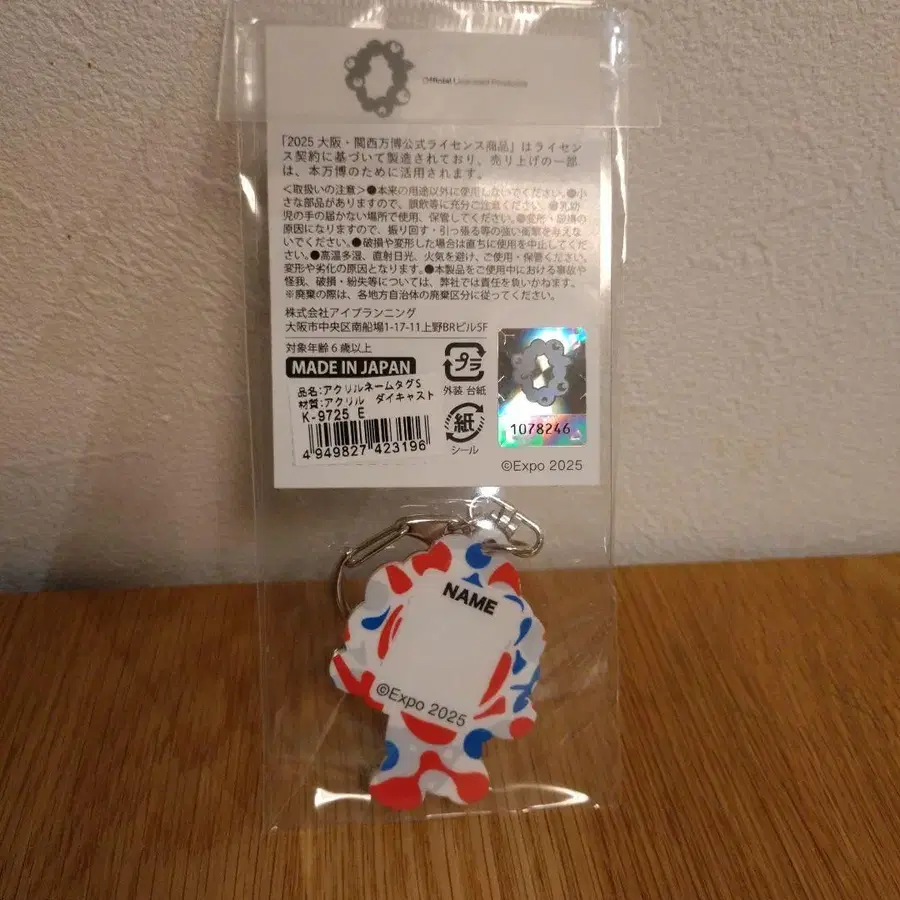 Official Licensed Products
「2025 大阪・関西万博公式ライセンス商品」はライセン
ス契約に基づいて製造されており、売り上げの一部
は、本万博のために活用されます。
＜取扱いの注意＞●本来の用途以外に使用しないでください。●小
さな部品がありますので、誤飲等に充分ご注意ください。●乳幼
児の手の届かない場所で使用、保管してください。●変形・破損の
原因になりますので、振り回す・引っ張る等の強い衝撃を与えな
いでください。●破損や変形した場合は直ちに使用を中止してくだ
さい。●高温多湿、直射日光、火気を避け、ご使用・保管ください。
変形や劣化の原因となります。●本製品をご使用中における事故や
怪我、破損・紛失等については、弊社では責任を負いかねます。
※廃棄の際は、各地方自治体の廃棄区分に従ってください。
株式会社アイプランニング
大阪市中央区南船場1-17-11上野BRビル5F
対象年齢6歳以上
MADE IN JAPAN
品名:アクリルネームタグS
材質:アクリル ダイキャスト
K-9725 E
4 949827 423196
プラ
外装 台紙
紙
シール
1078246
©Expo 2025
NAME
©Expo 2025